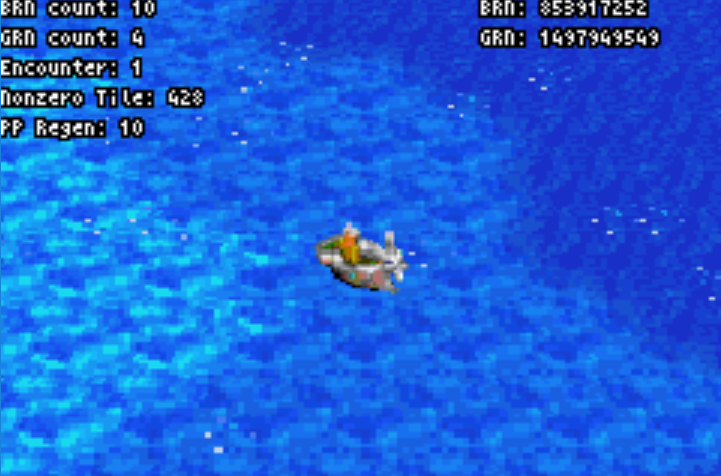 BRN count: 10
BRN: 853917252
GRN count: 4
GRN: 1497949549
Encounter: 1
Nonzero Tile: 428
PP Regen: 10